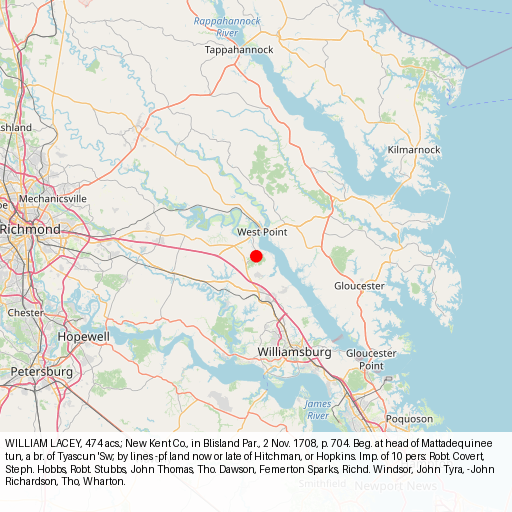 Rappahannock
River
Tappahannock
Ashland
Kilmarnock
Mechanicsville
Richmond
West Point
Gloucester
Chester
Hopewell
Williamsburg
Gloucester
Point
Petersburg
James
River
Poquoson
WILLIAM LACEY, 474 acs,; New Kent Co,, in Blisland Par., 2 Nov. 1708, p. 704. Beg. at head of Mattadequinee
tun, a br. of Tyascun 'Sw, by lines -pf land now or late of Hitchman, or Hopkins. Imp. of 10 pers: Robt. Covert,
Steph. Hobbs, Robt. Stubbs, John Thomas, Tho. Dawson, Femerton Sparks, Richd. Windsor, John Tyra, -John
Richardson, Tho, Wharton.
Smithfield
Newport News